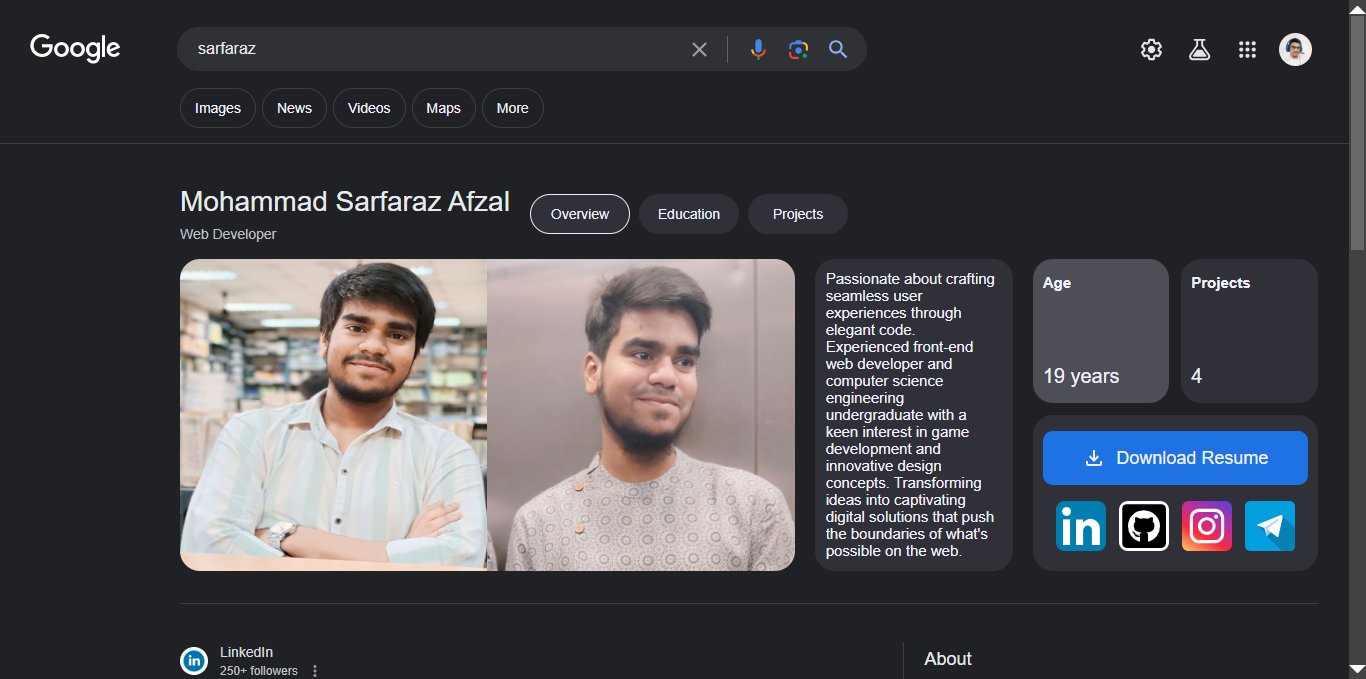 Google
sarfaraz
Images
News
Videos
Maps
More
Mohammad Sarfaraz Afzal
Web Developer
Overview
Education
Projects
Passionate about crafting
seamless user
experiences through
elegant code.
Experienced front-end
web developer and
computer science
engineering
undergraduate with a
keen interest in game
development and
innovative design
concepts. Transforming
ideas into captivating
digital solutions that push
the boundaries of what's
possible on the web.
Age
19 years
Projects
4
Download Resume
in
in
LinkedIn
250+ followers
About